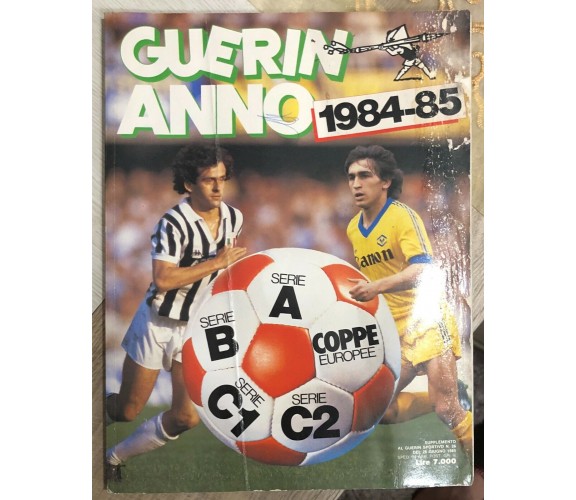 GUERIN
ANNO
1984-85
Canon
SERIE
A
SERIE
B
COPPE
EUROPEE
SERIE
C1
SERIE
C2
SUPPLEMENTO
AL GUERIN SPORTIVO N. 26
Lire 7.000